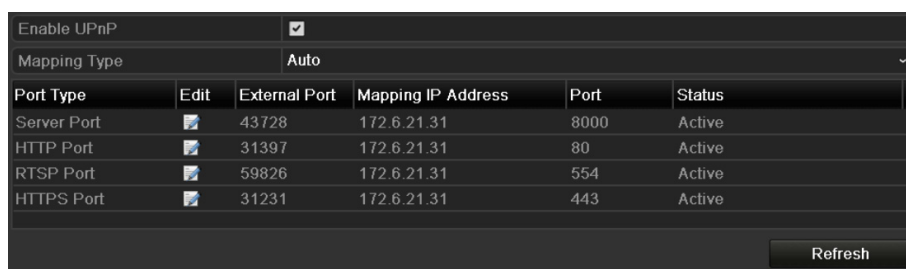 Enable UPnP
Mapping Type Auto
Port Type Edit External Port Mapping IP Address Port Status
Server Port 43728 172.6.21.31 8000 Active
HTTP Port 31397 172.6.21.31 80 Active
RTSP Port 59826 172.6.21.31 554 Active
HTTPS Port 31231 172.6.21.31 443 Active
Refresh